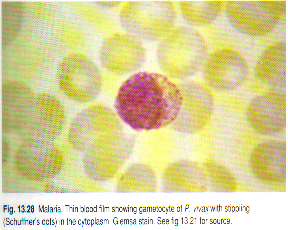 Fig. 13.28 Malaria. Thin blood film showing gametocyte of P. vivax with stippling
(Schuffner's dots) in the cytoplasm. Giemsa stain. See fig 13.21 for source.